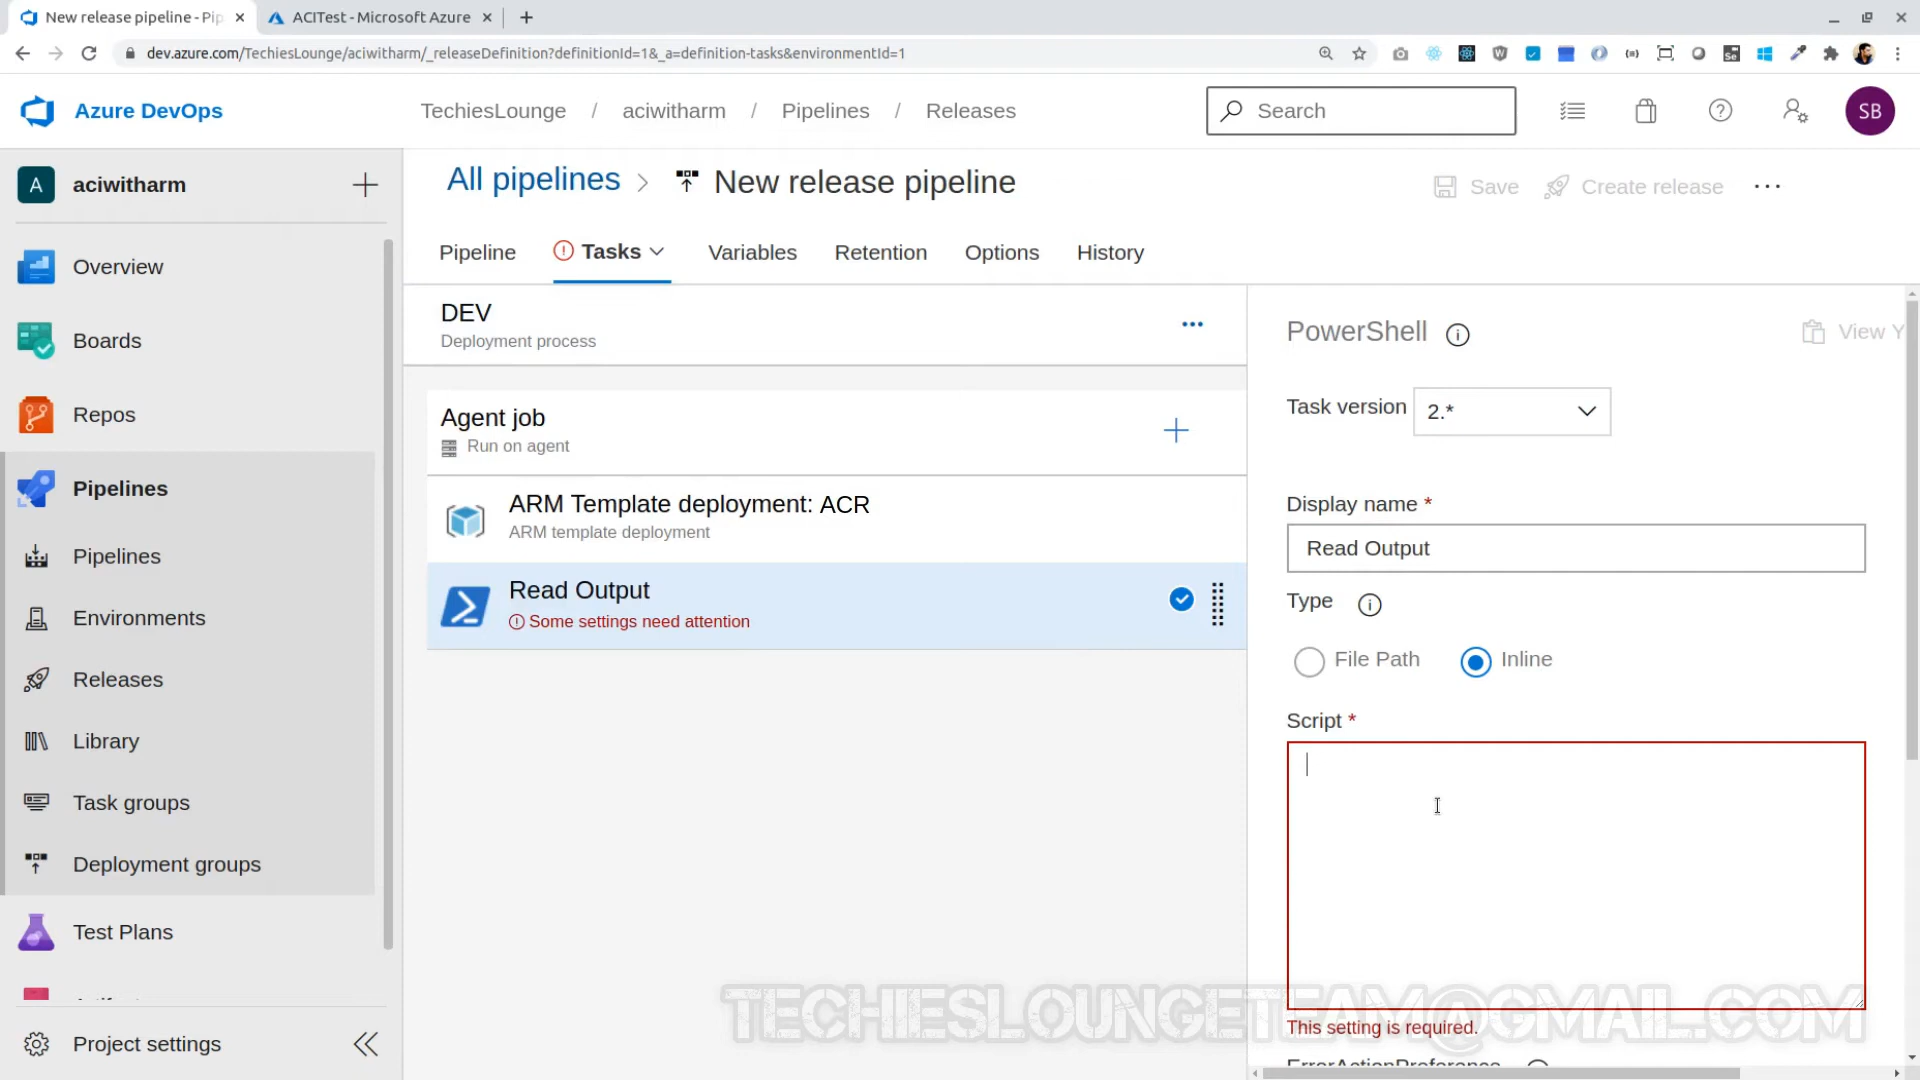 New release pipeline - Pip
ACITest - Microsoft Azure
dev.azure.com/TechiesLounge/aciwitharm/_releaseDefinition?definitionId=1&_a=definition-tasks&environmentId=1
Azure DevOps
TechiesLounge / aciwitharm / Pipelines / Releases
Search
SB
A
aciwitharm
Overview
Boards
Repos
Pipelines
Pipelines
Environments
Releases
Library
Task groups
Deployment groups
Test Plans
Project settings
All pipelines > New release pipeline
Save
Create release
Pipeline
Tasks
Variables
Retention
Options
History
DEV
Deployment process
Agent job
Run on agent
ARM Template deployment: ACR
ARM template deployment
Read Output
Some settings need attention
PowerShell
View Y
Task version
2.*
Display name *
Read Output
Type
File Path
Inline
Script *
This setting is required.
ErrorActionPreference
TECHIESLOUNGETEAM@GMAIL.COM